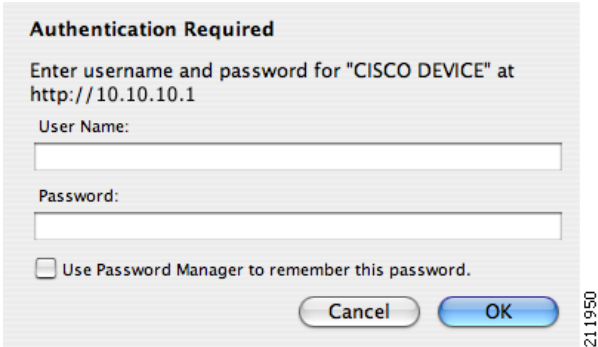 Authentication Required
Enter username and password for "CISCO DEVICE" at
http://10.10.10.1
User Name:
Password:
Use Password Manager to remember this password.
Cancel OK
211950